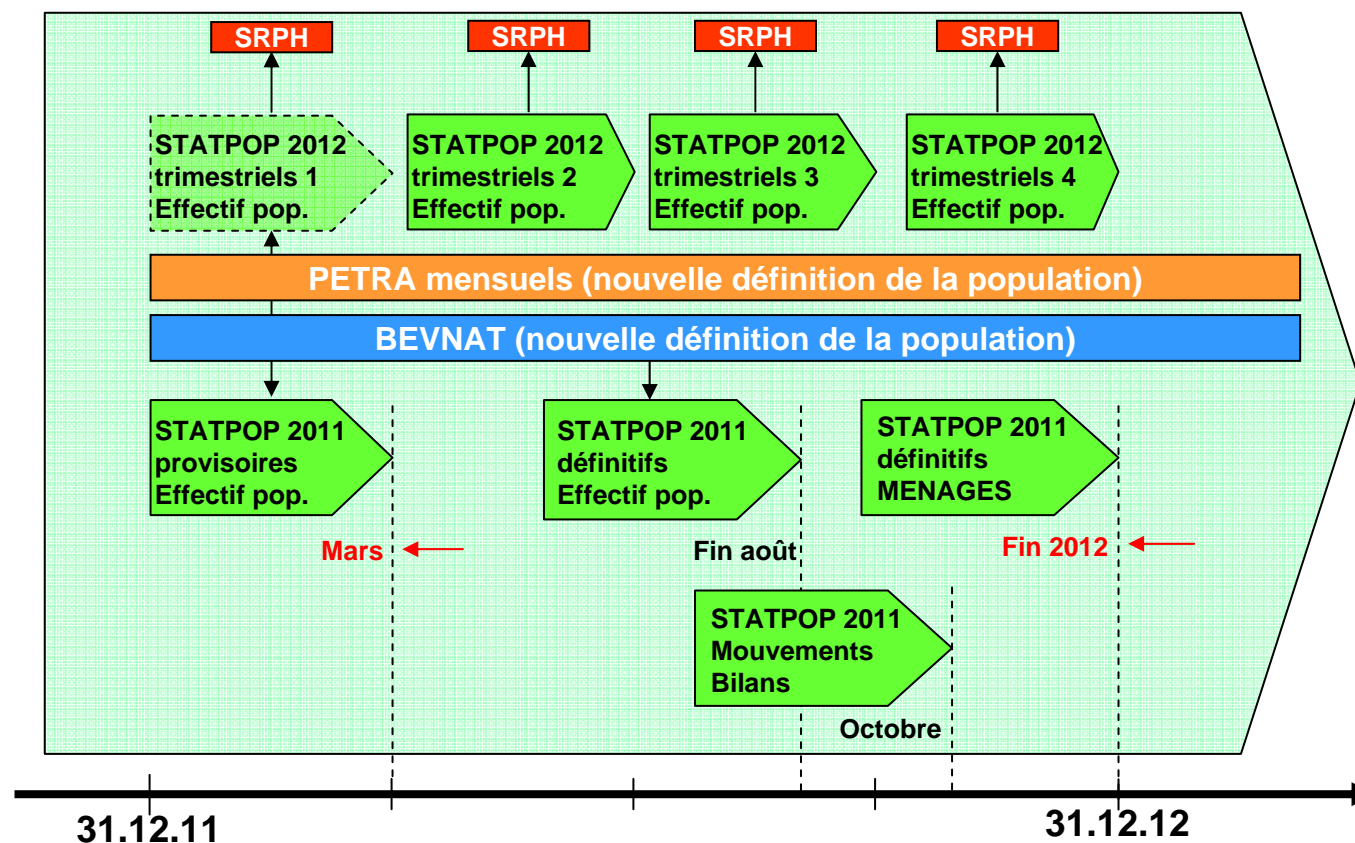 SRPH
SRPH
SRPH
SRPH
STATPOP 2012
trimestriels 1
Effectif pop.
STATPOP 2012
trimestriels 2
Effectif pop.
STATPOP 2012
trimestriels 3
Effectif pop.
STATPOP 2012
trimestriels 4
Effectif pop.
PETRA mensuels (nouvelle définition de la population)
BEVNAT (nouvelle définition de la population)
STATPOP 2011
provisoires
Effectif pop.
STATPOP 2011
définitifs
Effectif pop.
STATPOP 2011
définitifs
MENAGES
Mars
Fin août
Fin 2012
STATPOP 2011
Mouvements
Bilans
Octobre
31.12.11
31.12.12